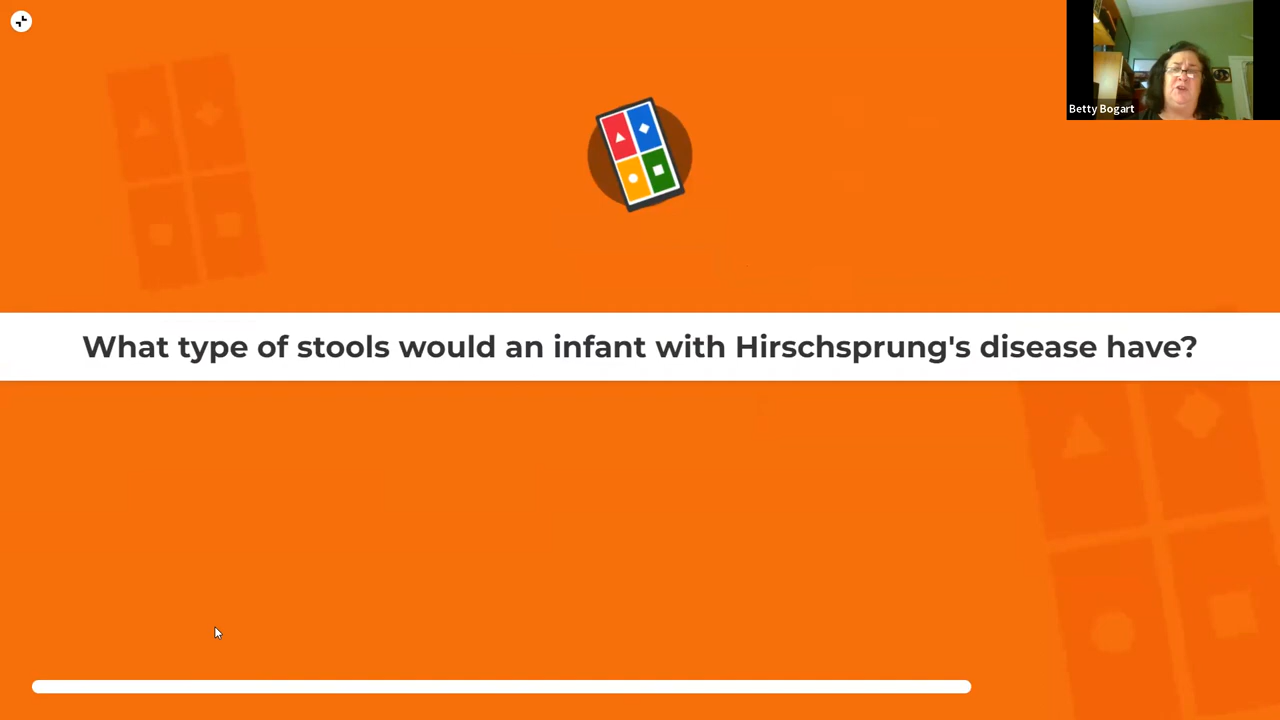 Betty Bogart
What type of stools would an infant with Hirschsprung's disease have?